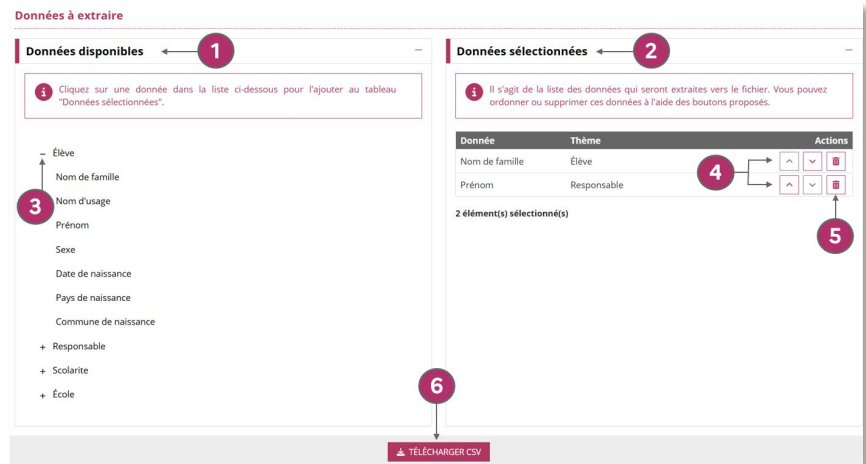 Données à extraire
Données disponibles
1
Cliquez sur une donnée dans la liste ci-dessous pour l'ajouter au tableau
"Données sélectionnées".
− Élève
Nom de famille
3
Nom d'usage
Prénom
Sexe
Date de naissance
Pays de naissance
Commune de naissance
+ Responsable
+ Scolarite
+ École
Données sélectionnées
2
Il s'agit de la liste des données qui seront extraites vers le fichier. Vous pouvez
ordonner ou supprimer ces données à l'aide des boutons proposés.
Donnée Thème Actions
Nom de famille Élève
4
Prénom Responsable
2 élément(s) sélectionné(s)
5
6
TÉLÉCHARGER CSV